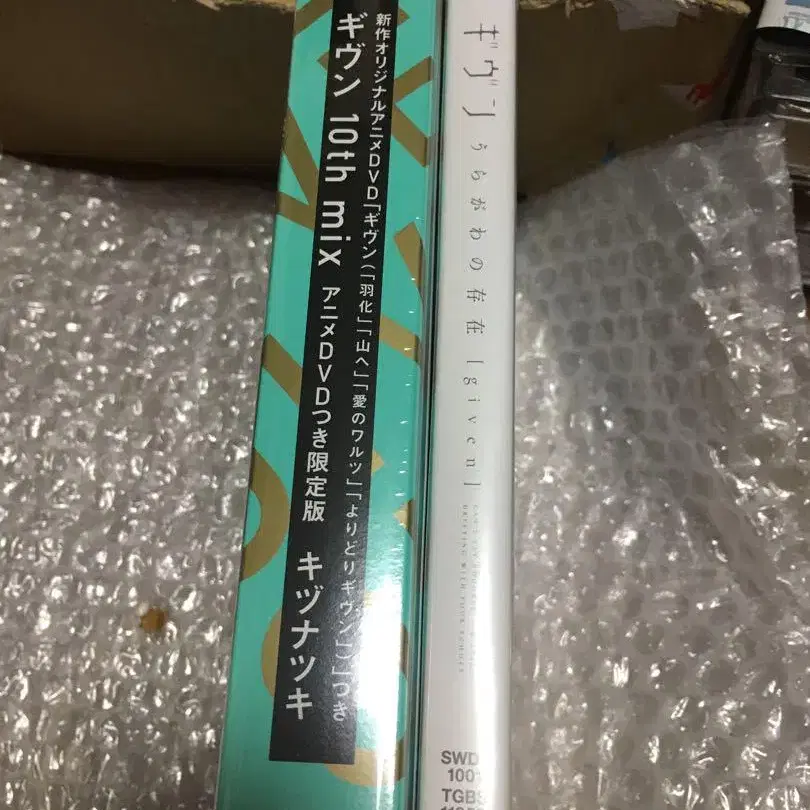 新作オリジナルアニメDVD「ギヴン(「羽化」「山へ」「愛のワルツ」「よりどりギヴン」)」つき
ギヴン 10th mix アニメDVDつき限定版 キヅナツキ
ギヴン うらがわの存在 [given]
SWD
100
TGBS